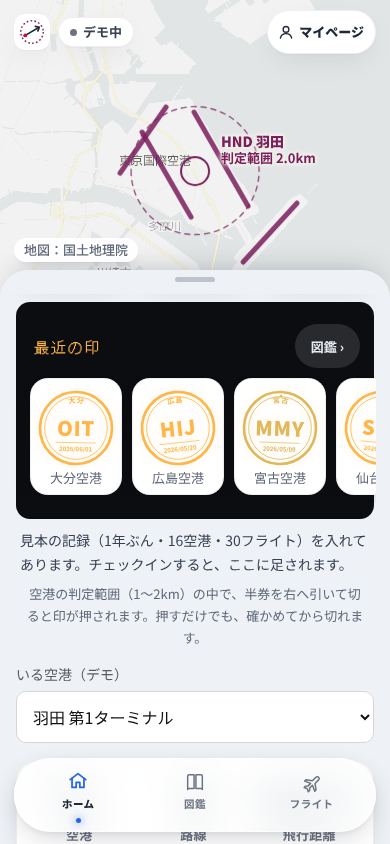 デモ中
マイページ
HND 羽田
東京国際空港
判定範囲 2.0km
多摩川
地図：国土地理院
最近の印
図鑑 ›
大分
OIT
2026/06/01
大分空港
広島
HIJ
2026/05/20
広島空港
宮古
MMY
2026/05/09
宮古空港
見本の記録（1年ぶん・16空港・30フライト）を入れて
あります。チェックインすると、ここに足されます。
空港の判定範囲（1〜2km）の中で、半券を右へ引いて切
ると印が押されます。押すだけでも、確かめてから切れま
す。
いる空港（デモ）
羽田 第1ターミナル
ホーム
図鑑
フライト
空港
路線
飛行距離